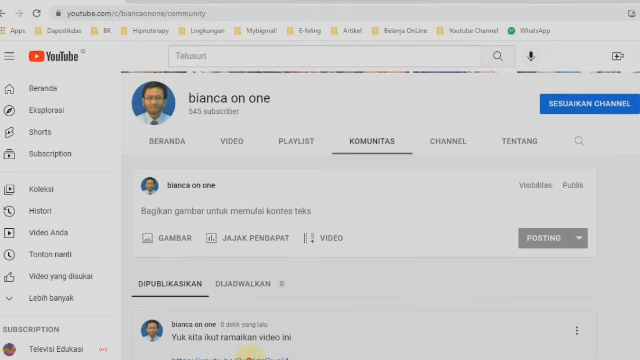 youtube.com/c/biancaonone/community
Apps Dapodikdas BK Hipnoterapy Lingkungan Mybigmall E-feling Artikel Belanja OnLine Youtube Channel WhatsApp
YouTube ID
Telusuri
Beranda
Eksplorasi
Shorts
Subscription
Koleksi
Histori
Video Anda
Tonton nanti
Video yang disukai
Lebih banyak
SUBSCRIPTION
Televisi Edukasi
bianca on one
545 subscriber
SESUAIKAN CHANNEL
BERANDA VIDEO PLAYLIST KOMUNITAS CHANNEL TENTANG
bianca on one Visibilitas: Publik
Bagikan gambar untuk memulai kontes teks
GAMBAR JAJAK PENDAPAT VIDEO POSTING
DIPUBLIKASIKAN DIJADWALKAN 0
bianca on one 0 detik yang lalu
Yuk kita ikut ramaikan video ini